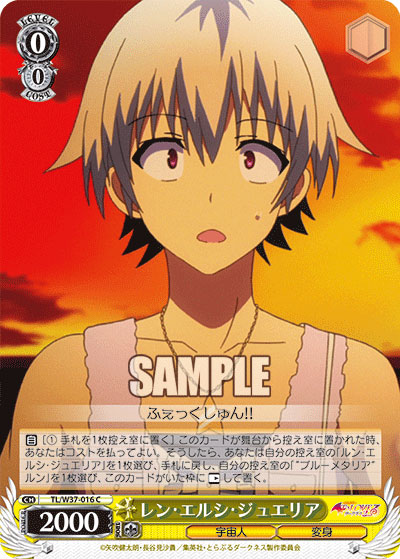 LEVEL
0
0
COST
SAMPLE
ふぇっくしゅん!!
自 [① 手札を1枚控え室に置く] このカードが舞台から控え室に置かれた時、
あなたはコストを払ってよい。そうしたら、あなたは自分の控え室の「ルン・エ
ルシ・ジュエリア」を1枚選び、手札に戻し、自分の控え室の「“ブルーメタリア”
ルン」を1枚選び、このカードがいた枠に置く。
CH TL/W37-016 C
2000
レン・エルシ・ジュエリア
宇宙人 変身
©矢吹健太朗・長谷見沙貴/集英社・とらぶるダークネス製作委員会